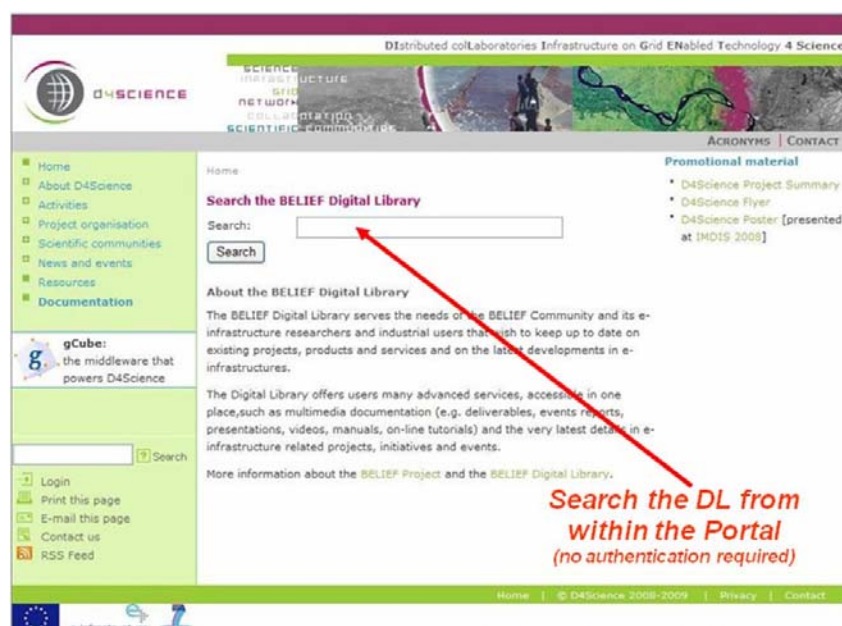 DIstributed colLaboratories Infrastructure on Grid ENabled Technology 4 Science
d4science
SCIENCE
INFRASTRUCTURE
GRID
NETWORK
COLLABORATION
SCIENTIFIC COMMUNITIES
ACRONYMS | CONTACT
Home
About D4Science
Activities
Project organisation
Scientific communities
News and events
Resources
Documentation
gCube:
the middleware that
powers D4Science
Search
Login
Print this page
E-mail this page
Contact us
RSS Feed
Home
Search the BELIEF Digital Library
Search:
Search
About the BELIEF Digital Library
The BELIEF Digital Library serves the needs of the BELIEF Community and its e-
infrastructure researchers and industrial users that wish to keep up to date on
existing projects, products and services and on the latest developments in e-
infrastructures.
The Digital Library offers users many advanced services, accessible in one
place,such as multimedia documentation (e.g. deliverables, events reports,
presentations, videos, manuals, on-line tutorials) and the very latest details in e-
infrastructure related projects, initiatives and events.
More information about the BELIEF Project and the BELIEF Digital Library.
Promotional material
D4Science Project Summary
D4Science Flyer
D4Science Poster [presented
at IMDIS 2008]
Search the DL from
within the Portal
(no authentication required)
Home | © D4Science 2008-2009 | Privacy | Contact